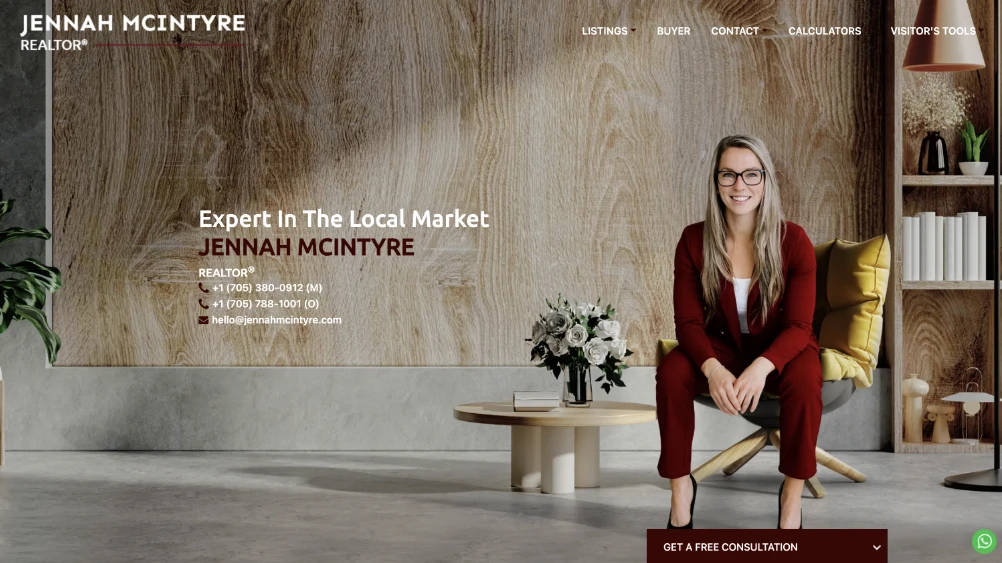 JENNAH MCINTYRE
REALTOR®
LISTINGS BUYER CONTACT CALCULATORS VISITOR'S TOOLS
Expert In The Local Market
JENNAH MCINTYRE
REALTOR®
+1 (705) 380-0912 (M)
+1 (705) 788-1001 (O)
hello@jennahmcintyre.com
GET A FREE CONSULTATION